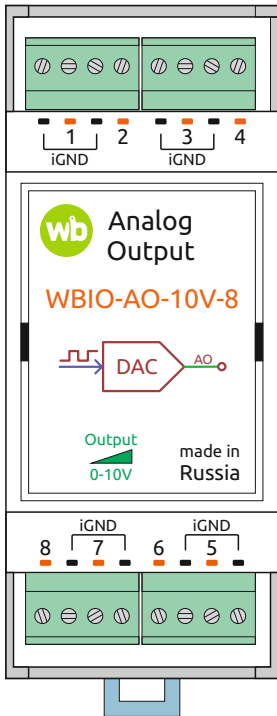 1 2 3 4
iGND iGND
wb
Analog
Output
WBIO-AO-10V-8
DAC
AO
Output
0-10V
made in
Russia
iGND iGND
8 7 6 5